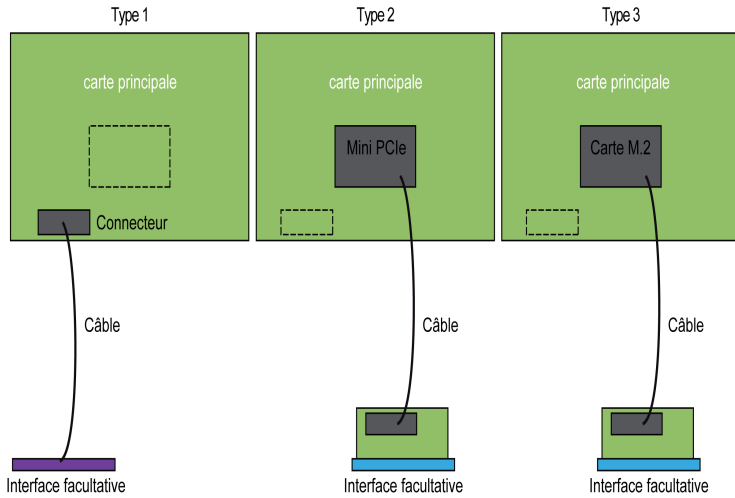 Type 1
Type 2
Type 3
carte principale
carte principale
carte principale
Mini PCIe
Carte M.2
Connecteur
Câble
Câble
Câble
Interface facultative
Interface facultative
Interface facultative